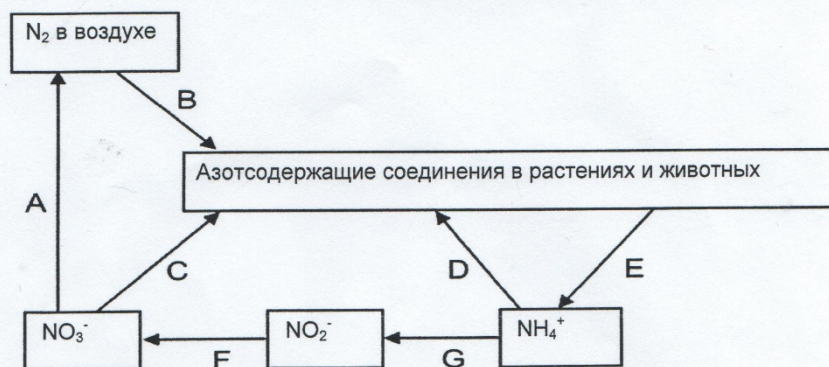 N₂ в воздухе
B
Азотсодержащие соединения в растениях и животных
A
C
D
E
NO₃⁻
NO₂⁻
NH₄⁺
F
G